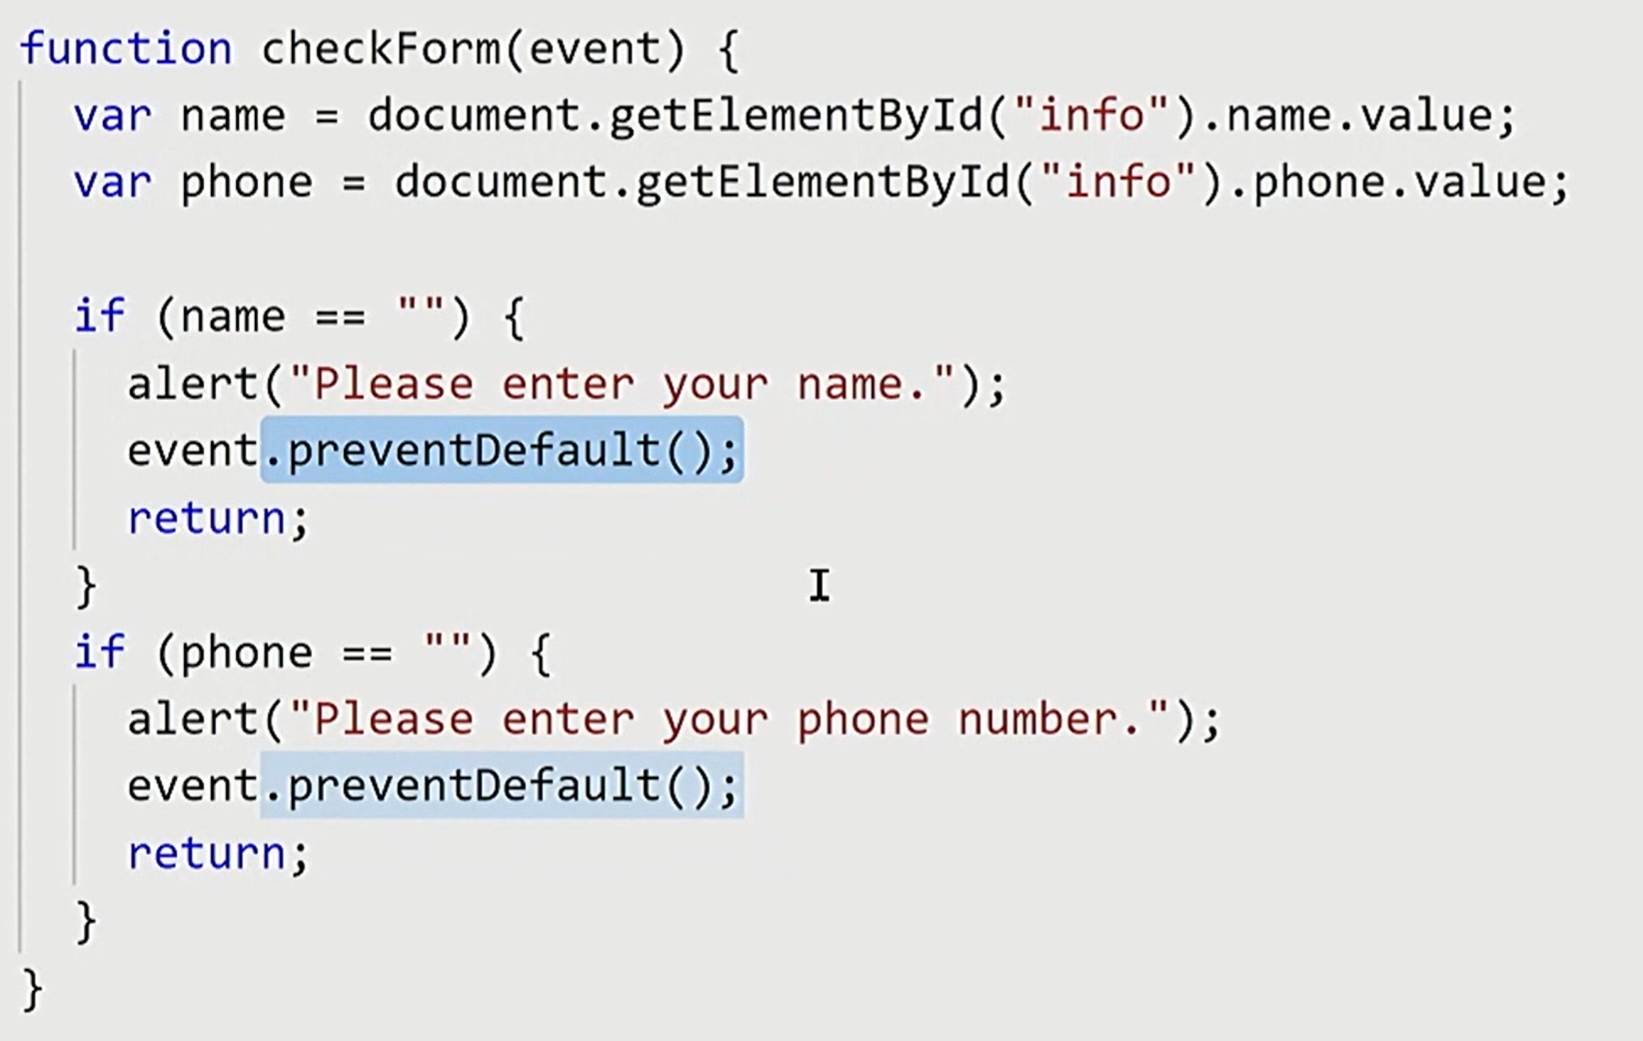 function checkForm(event) {
  var name = document.getElementById("info").name.value;
  var phone = document.getElementById("info").phone.value;

  if (name == "") {
    alert("Please enter your name.");
    event.preventDefault();
    return;
  }
  if (phone == "") {
    alert("Please enter your phone number.");
    event.preventDefault();
    return;
  }
}